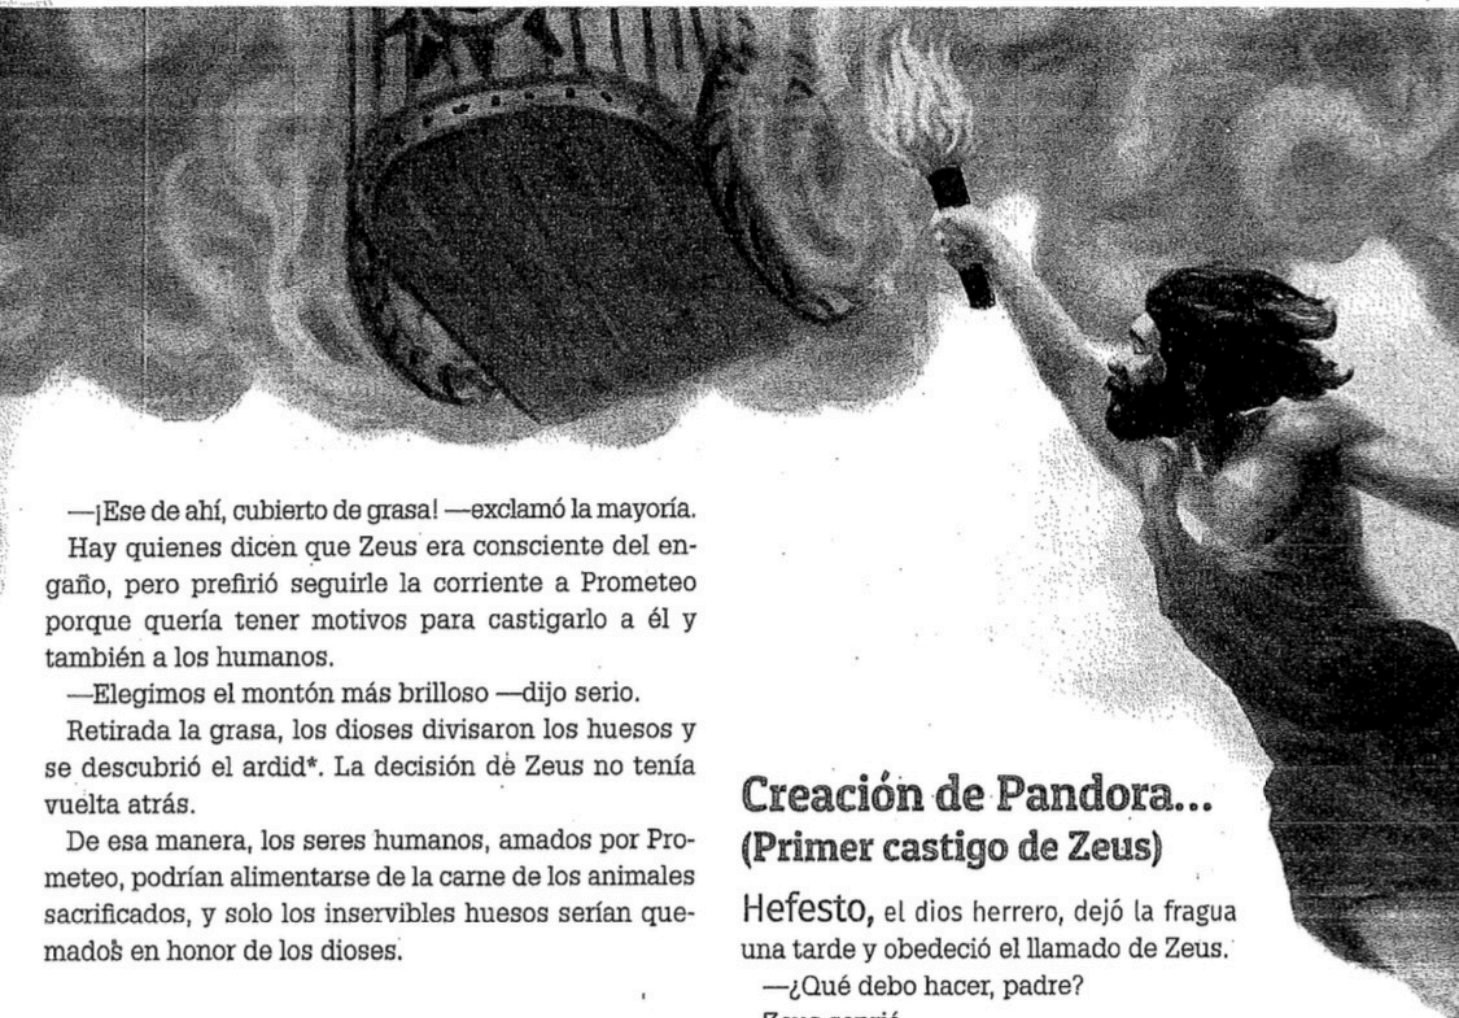 —¡Ese de ahí, cubierto de grasa! —exclamó la mayoría.
Hay quienes dicen que Zeus era consciente del en-
gaño, pero prefirió seguirle la corriente a Prometeo
porque quería tener motivos para castigarlo a él y
también a los humanos.
—Elegimos el montón más brilloso —dijo serio.
Retirada la grasa, los dioses divisaron los huesos y
se descubrió el ardid*. La decisión de Zeus no tenía
vuelta atrás.
De esa manera, los seres humanos, amados por Pro-
meteo, podrían alimentarse de la carne de los animales
sacrificados, y solo los inservibles huesos serían que-
mados en honor de los dioses.
Creación de Pandora...
(Primer castigo de Zeus)
Hefesto, el dios herrero, dejó la fragua
una tarde y obedeció el llamado de Zeus.
—¿Qué debo hacer, padre?